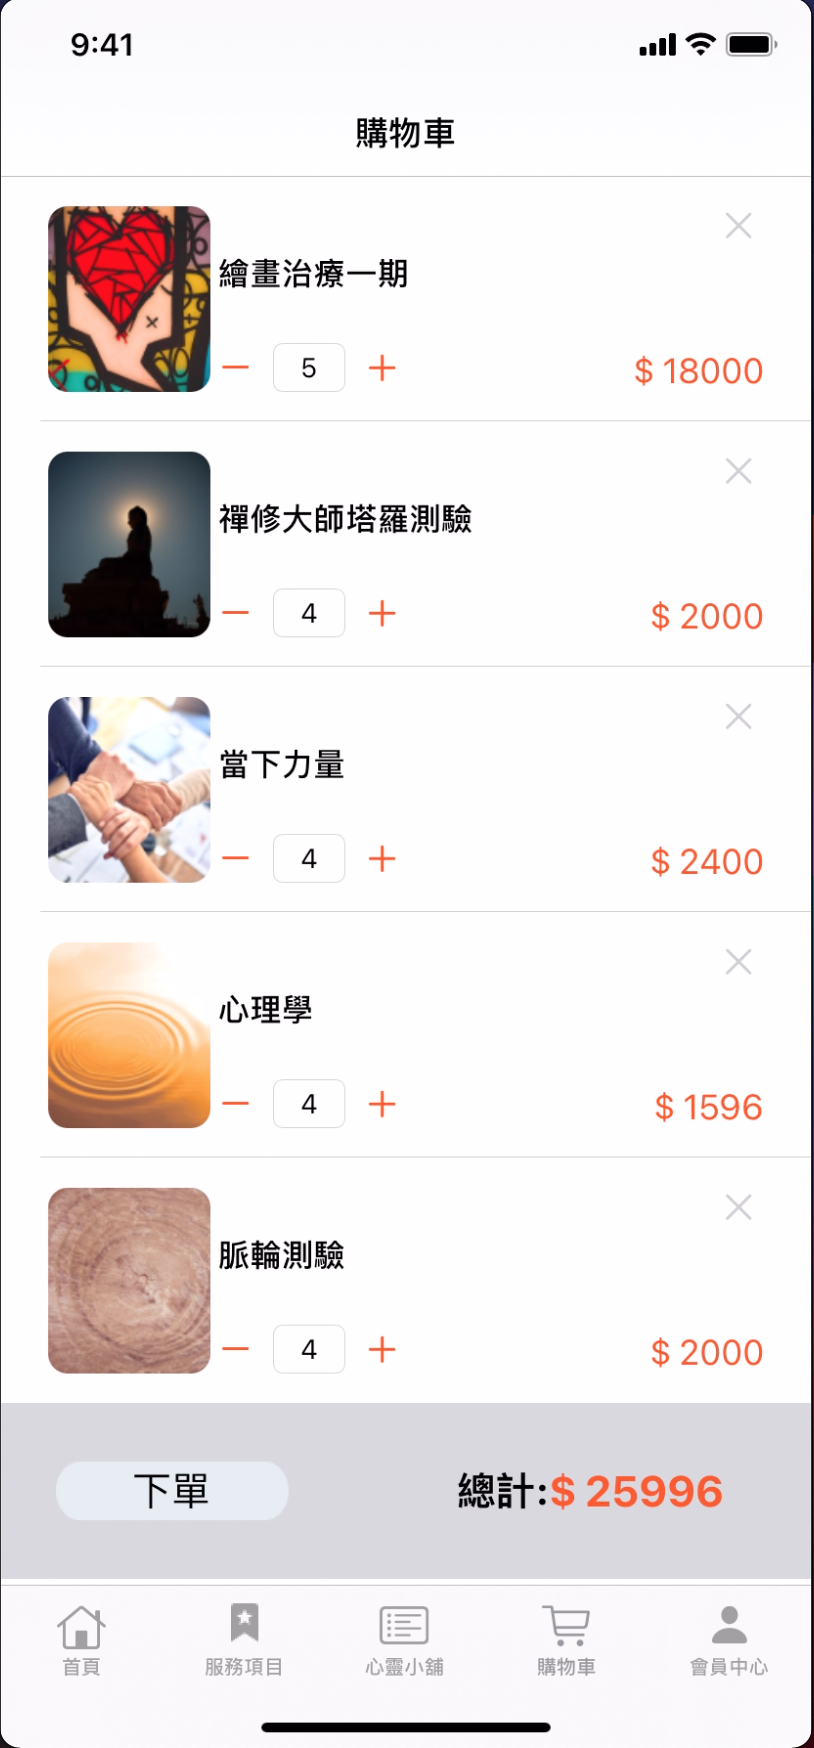 9:41
購物車
繪畫治療一期
5
$ 18000
禪修大師塔羅測驗
4
$ 2000
當下力量
4
$ 2400
心理學
4
$ 1596
脈輪測驗
4
$ 2000
下單
總計:$ 25996
首頁
服務項目
心靈小舖
購物車
會員中心